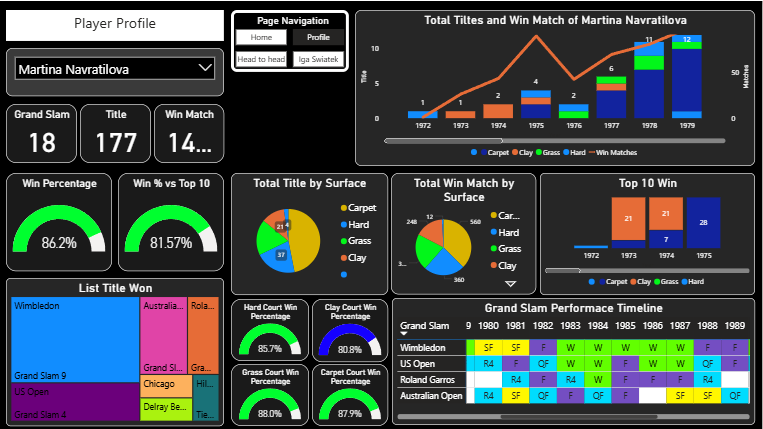 Player Profile
Martina Navratilova
Page Navigation
Home
Profile
Head to head
Iga Swiatek
Grand Slam
18
Title
177
Win Match
14...
Total Tiltes and Win Match of Martina Navratilova
Title
10
5
0
1
1
2
4
2
6
11
12
50
0
Matches
1972
1973
1974
1975
1976
1977
1978
1979
Carpet
Clay
Grass
Hard
Win Matches
Win Percentage
86.2%
Win % vs Top 10
81.57%
Total Title by Surface
21
4
37
Carpet
Hard
Grass
Clay
Total Win Match by
Surface
12
248
560
3...
360
Car...
Hard
Grass
Clay
Top 10 Win
21
21
7
28
1972
1973
1974
1975
Carpet
Clay
Grass
Hard
List Title Won
Wimbledon
Grand Slam 9
US Open
Grand Slam 4
Australia...
Grand Sl...
Rola...
Gra...
Chicago
Delray Be...
Hil...
Tie...
Hard Court Win
Percentage
85.7%
Clay Court Win
Percentage
80.8%
Grass Court Win
Percentage
88.0%
Carpet Court Win
Percentage
87.9%
Grand Slam Performace Timeline
Grand Slam 9 1980 1981 1982 1983 1984 1985 1986 1987 1988 1989
Wimbledon SF SF F W W W W W F F
US Open R4 F QF W W F W W QF F
Roland Garros R4 QF R4 W F F F R4
Australian Open QF SF F QF F QF SF SF QF